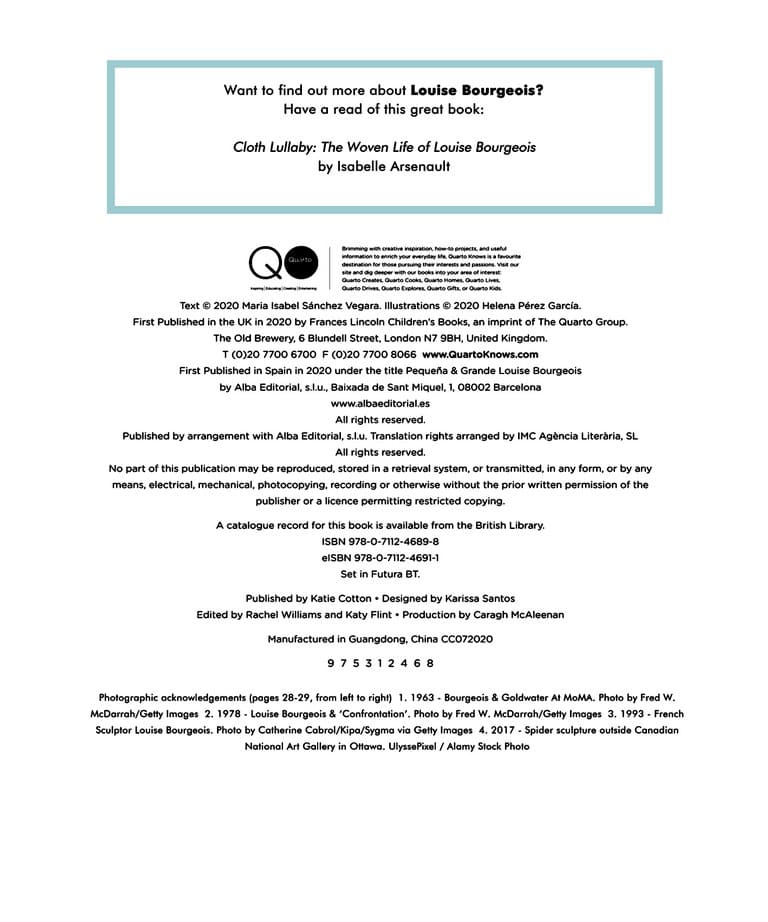 Want to find out more about Louise Bourgeois?
Have a read of this great book:
Cloth Lullaby: The Woven Life of Louise Bourgeois
by Isabelle Arsenault
Quarto
Inspiring | Educating | Creating | Entertaining
Brimming with creative inspiration, how-to projects, and useful
information to enrich your everyday life, Quarto Knows is a favourite
destination for those pursuing their interests and passions. Visit our
site and dig deeper with our books into your area of interest:
Quarto Creates, Quarto Cooks, Quarto Homes, Quarto Lives,
Quarto Drives, Quarto Explores, Quarto Gifts, or Quarto Kids.
Text © 2020 Maria Isabel Sánchez Vegara. Illustrations © 2020 Helena Pérez García.
First Published in the UK in 2020 by Frances Lincoln Children's Books, an imprint of The Quarto Group.
The Old Brewery, 6 Blundell Street, London N7 9BH, United Kingdom.
T (0)20 7700 6700 F (0)20 7700 8066 www.QuartoKnows.com
First Published in Spain in 2020 under the title Pequeña & Grande Louise Bourgeois
by Alba Editorial, s.l.u., Baixada de Sant Miquel, 1, 08002 Barcelona
www.albaeditorial.es
All rights reserved.
Published by arrangement with Alba Editorial, s.l.u. Translation rights arranged by IMC Agència Literària, SL
All rights reserved.
No part of this publication may be reproduced, stored in a retrieval system, or transmitted, in any form, or by any
means, electrical, mechanical, photocopying, recording or otherwise without the prior written permission of the
publisher or a licence permitting restricted copying.
A catalogue record for this book is available from the British Library.
ISBN 978-0-7112-4689-8
eISBN 978-0-7112-4691-1
Set in Futura BT.
Published by Katie Cotton • Designed by Karissa Santos
Edited by Rachel Williams and Katy Flint • Production by Caragh McAleenan
Manufactured in Guangdong, China CC072020
9 7 5 3 1 2 4 6 8
Photographic acknowledgements (pages 28-29, from left to right) 1. 1963 - Bourgeois & Goldwater At MoMA. Photo by Fred W.
McDarrah/Getty Images 2. 1978 - Louise Bourgeois & ‘Confrontation’. Photo by Fred W. McDarrah/Getty Images 3. 1993 - French
Sculptor Louise Bourgeois. Photo by Catherine Cabrol/Kipa/Sygma via Getty Images 4. 2017 - Spider sculpture outside Canadian
National Art Gallery in Ottawa. UlyssePixel / Alamy Stock Photo